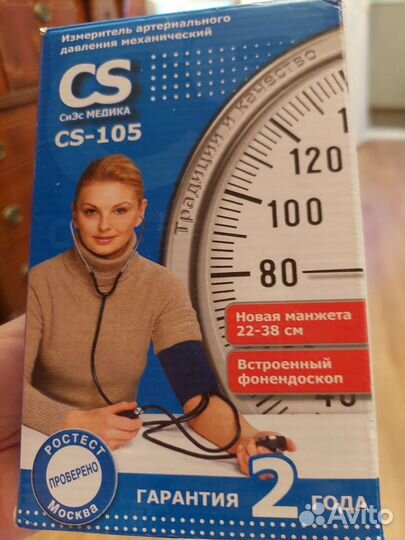 Измеритель артериального
давления механический
CS
СиЭс МЕДИКА
CS-105
Традиции и качество
120
100
80
40
Новая манжета
22-38 см
Встроенный
фонендоскоп
РОСТЕСТ
ПРОВЕРЕНО
Москва
ГАРАНТИЯ 2 ГОДА
Avito